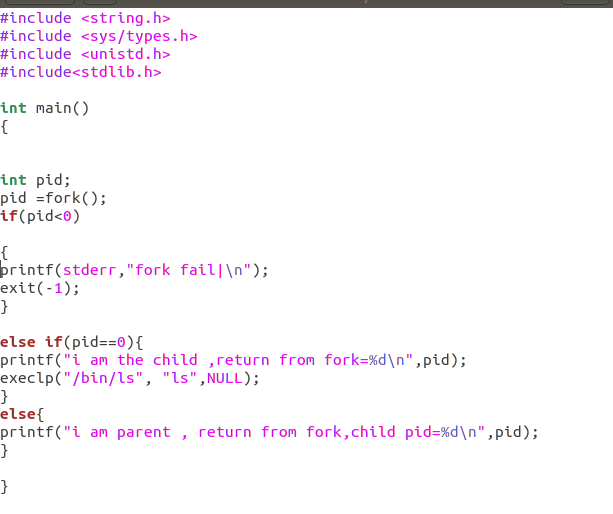 #include <string.h>
#include <sys/types.h>
#include <unistd.h>
#include<stdlib.h>
int main()
{
int pid;
pid =fork();
if(pid<0)
{
printf(stderr,"fork fail|\n");
exit(-1);
}
else if(pid==0){
printf("i am the child ,return from fork=%d\n",pid);
execlp("/bin/ls", "ls",NULL);
}
else{
printf("i am parent , return from fork,child pid=%d\n",pid);
}
}